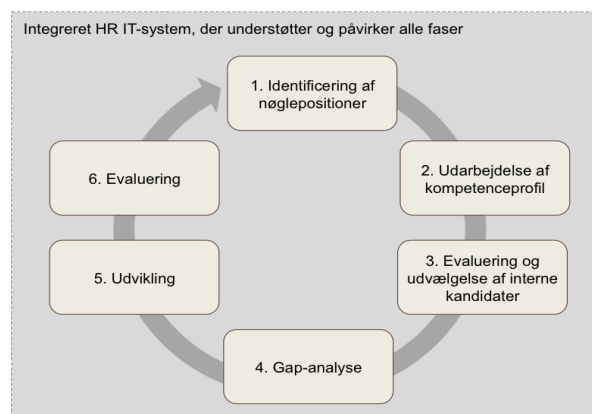 Integreret HR IT-system, der understøtter og påvirker alle faser
1. Identificering af
nøglepositioner
2. Udarbejdelse af
kompetenceprofil
3. Evaluering og
udvælgelse af interne
kandidater
4. Gap-analyse
5. Udvikling
6. Evaluering